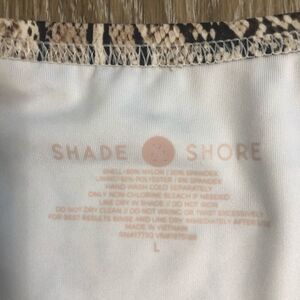 SHADE SHORE
SHELL: 80% NYLON / 20% SPANDEX
LINING: 92% POLYESTER / 8% SPANDEX
HAND WASH COLD SEPARATELY
ONLY NON CHLORINE BLEACH IF NEEDED
LINE DRY IN SHADE // DO NOT IRON
DO NOT DRY CLEAN // DO NOT WRING OR TWIST EXCESSIVELY
FOR BEST RESULTS RINSE AND LINE DRY IMMEDIATELY AFTER USE
MADE IN VIETNAM
L